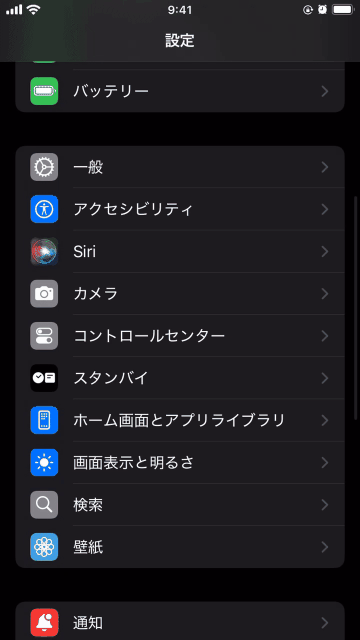 9:41
設定
バッテリー
一般
アクセシビリティ
Siri
カメラ
コントロールセンター
スタンバイ
ホーム画面とアプリライブラリ
画面表示と明るさ
検索
壁紙
通知